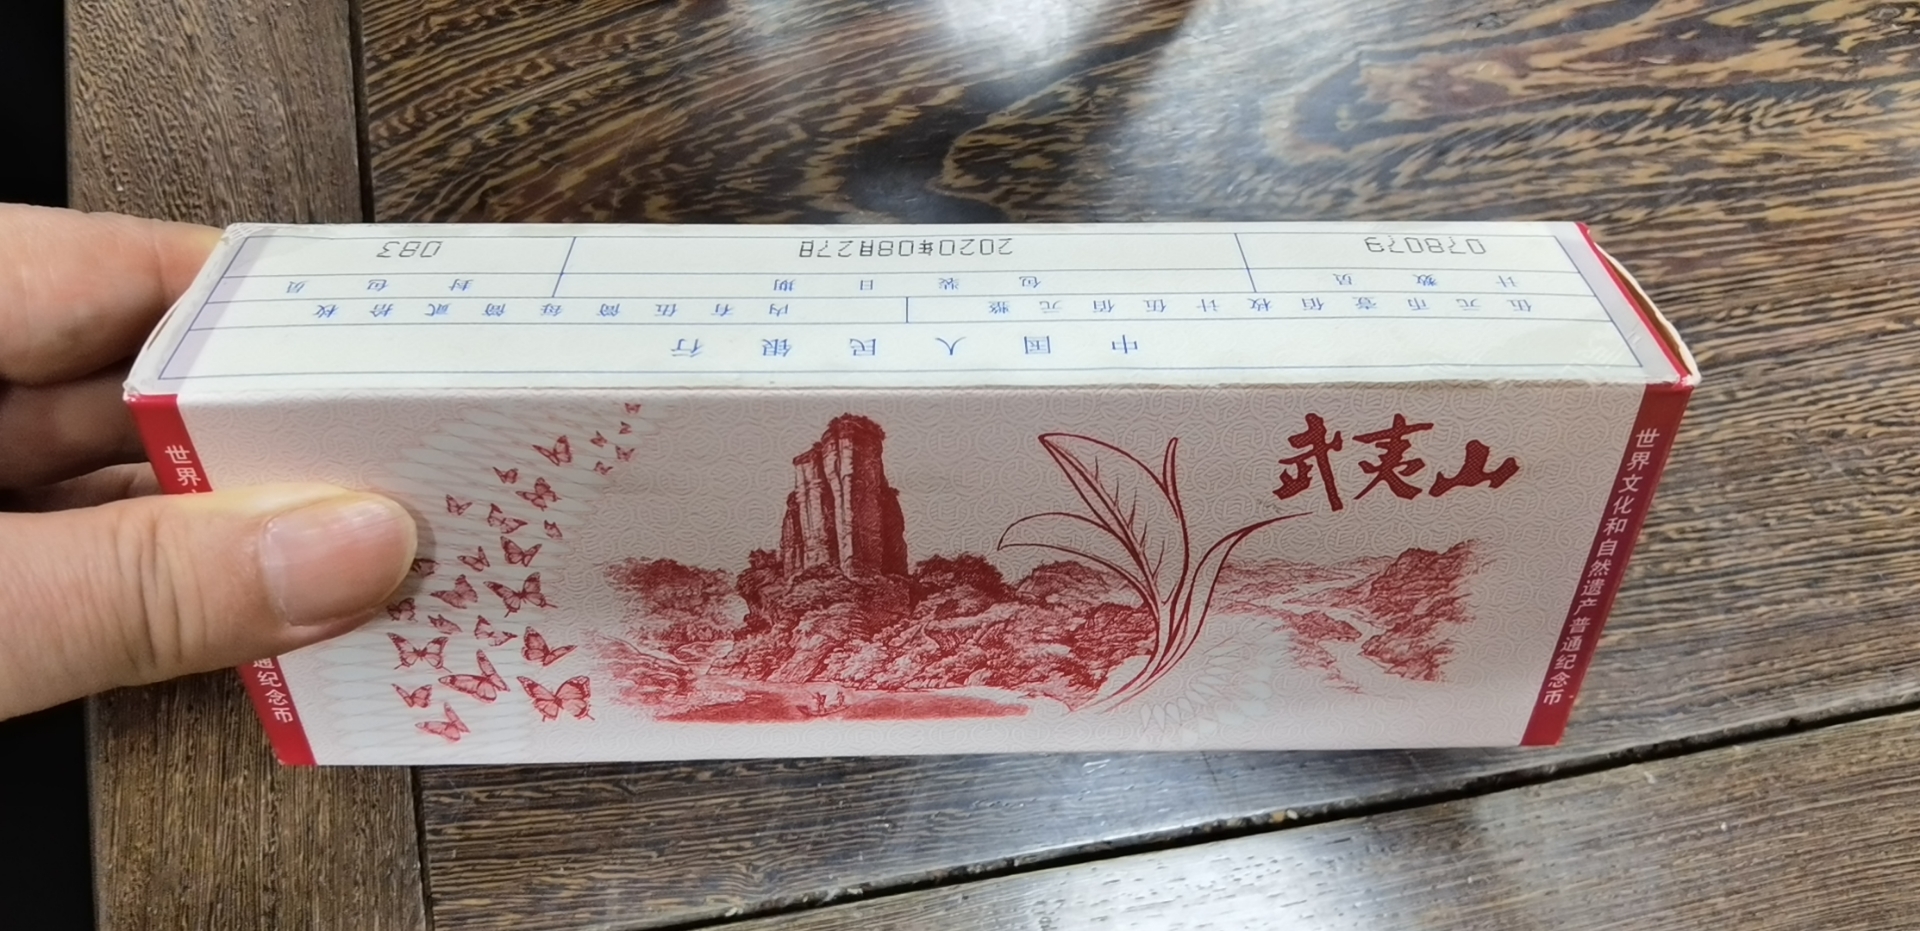 中国人民银行
伍元币壹佰枚计伍佰元整 内有伍筒每筒贰拾枚
计数员 包装日期 封包员
078079 2020年08月27日 083
武夷山
世界
通纪念币
世界文化和自然遗产普通纪念币